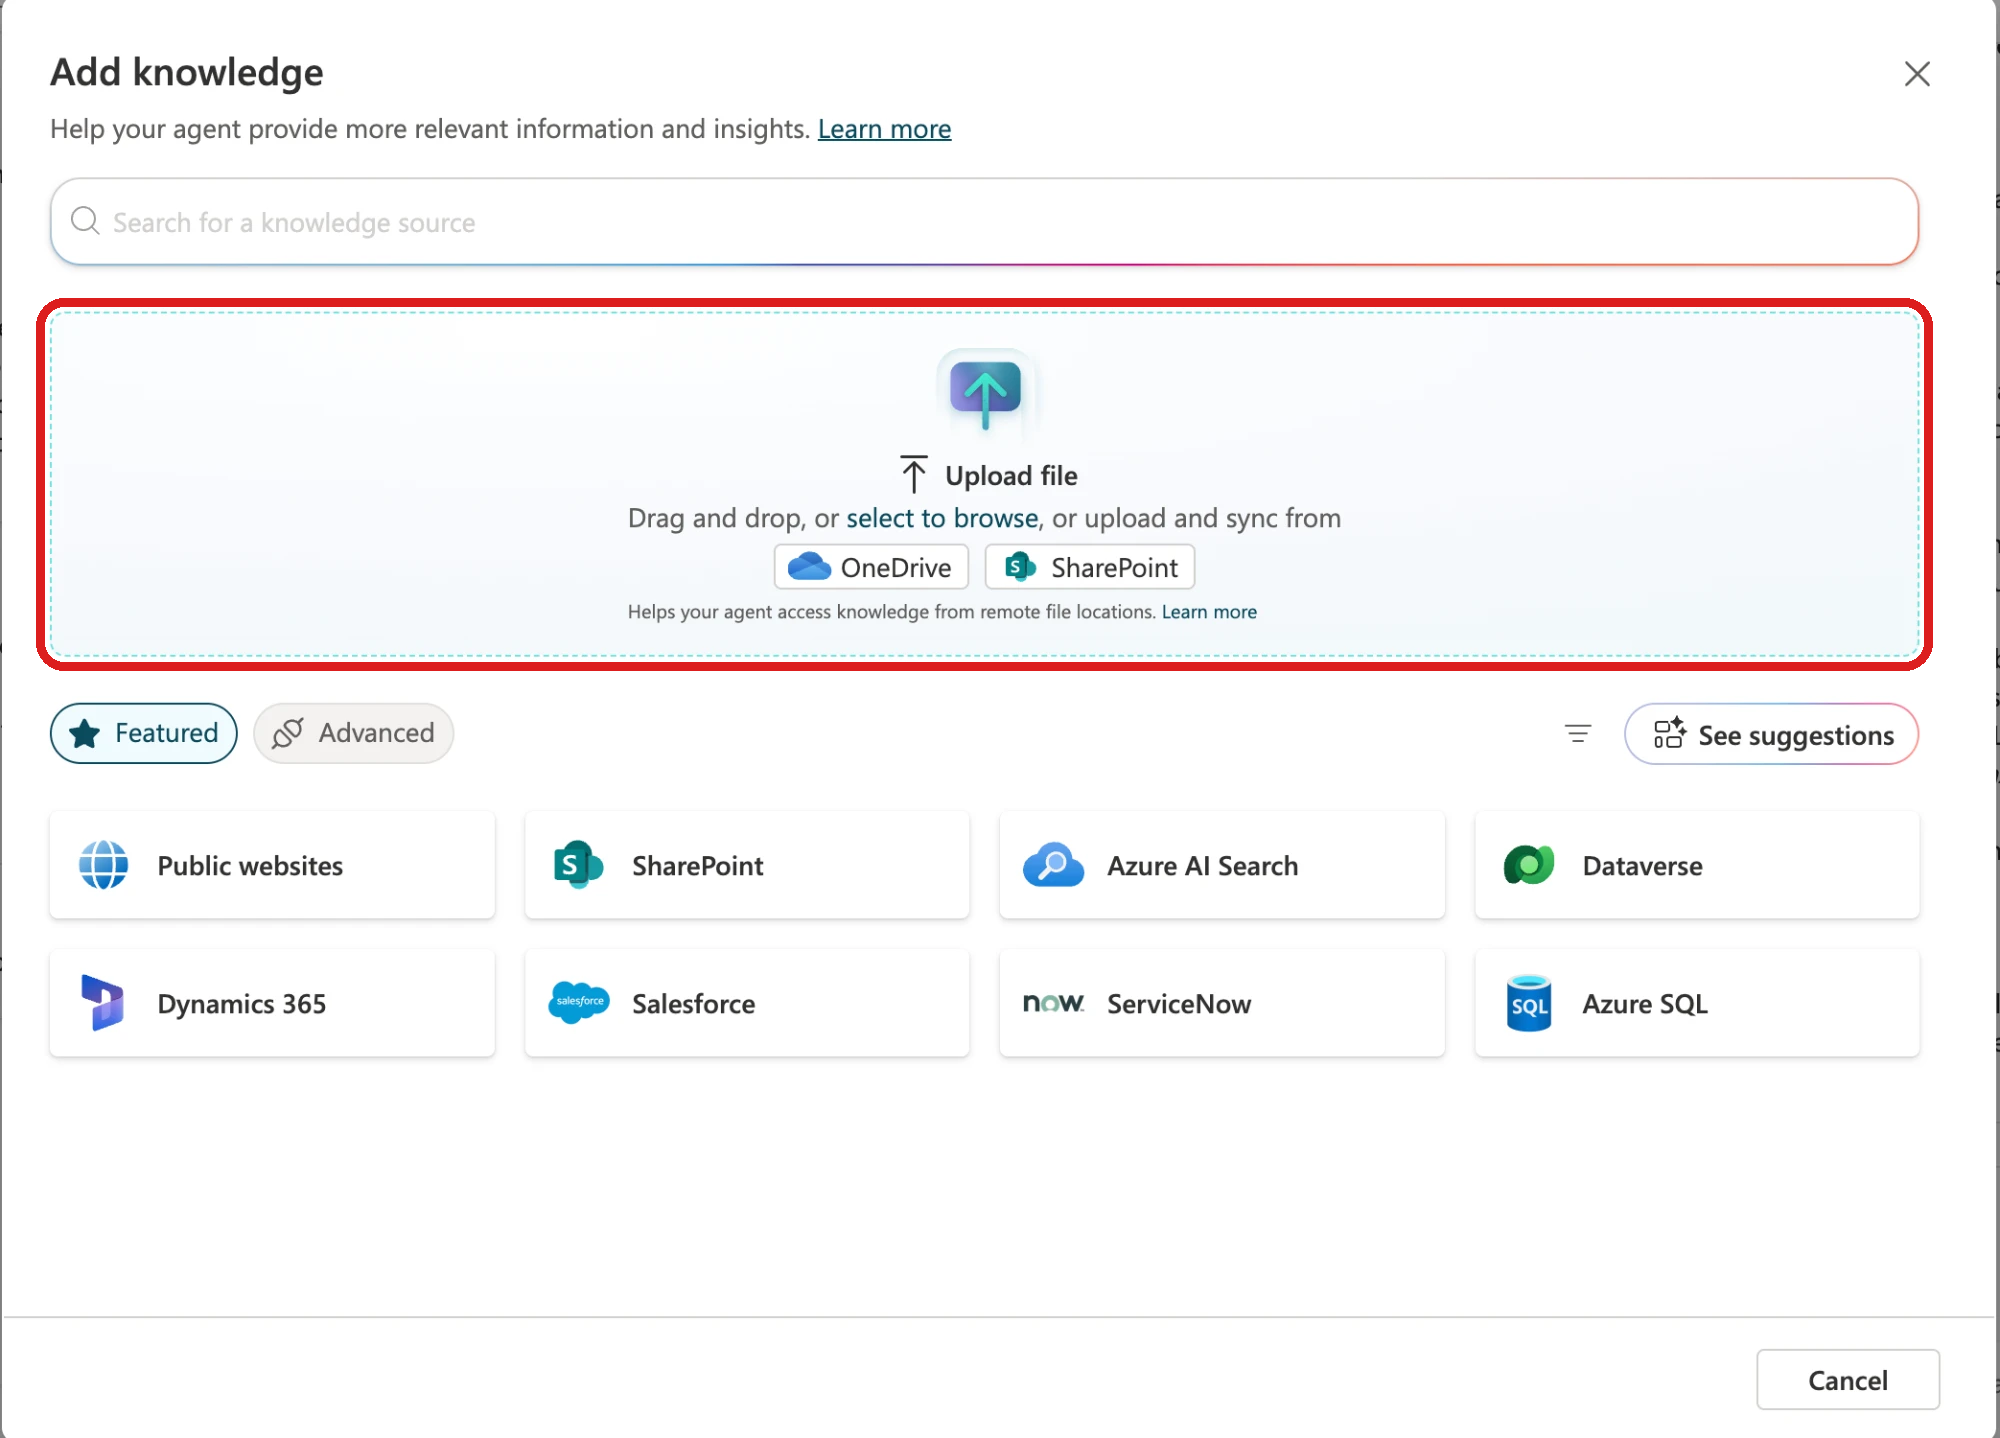 Add knowledge
Help your agent provide more relevant information and insights. Learn more
Search for a knowledge source
Upload file
Drag and drop, or select to browse, or upload and sync from
OneDrive
S SharePoint
Helps your agent access knowledge from remote file locations. Learn more
Featured
Advanced
See suggestions
Public websites
S SharePoint
Azure AI Search
Dataverse
Dynamics 365
salesforce Salesforce
now. ServiceNow
SQL Azure SQL
Cancel